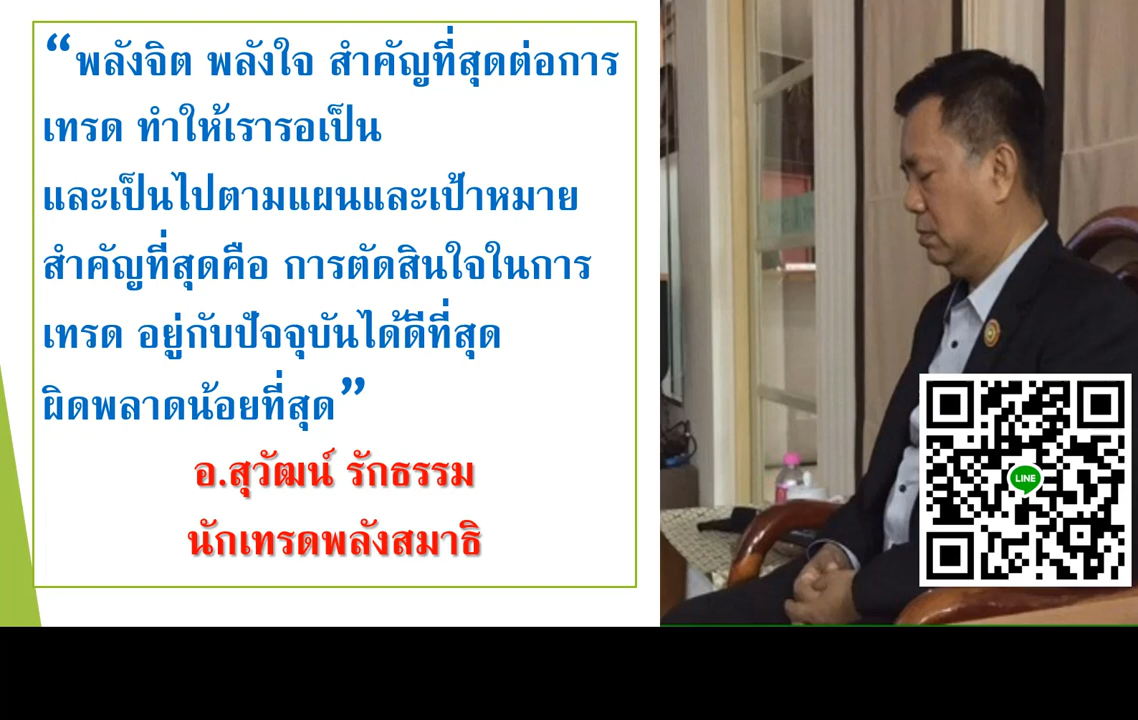 “พลังจิต พลังใจ สำคัญที่สุดต่อการ
เทรด ทำให้เรารอเป็น
และเป็นไปตามแผนและเป้าหมาย
สำคัญที่สุดคือ การตัดสินใจในการ
เทรด อยู่กับปัจจุบันได้ดีที่สุด
ผิดพลาดน้อยที่สุด”
อ.สุวัฒน์ รักธรรม
นักเทรดพลังสมาธิ
LINE